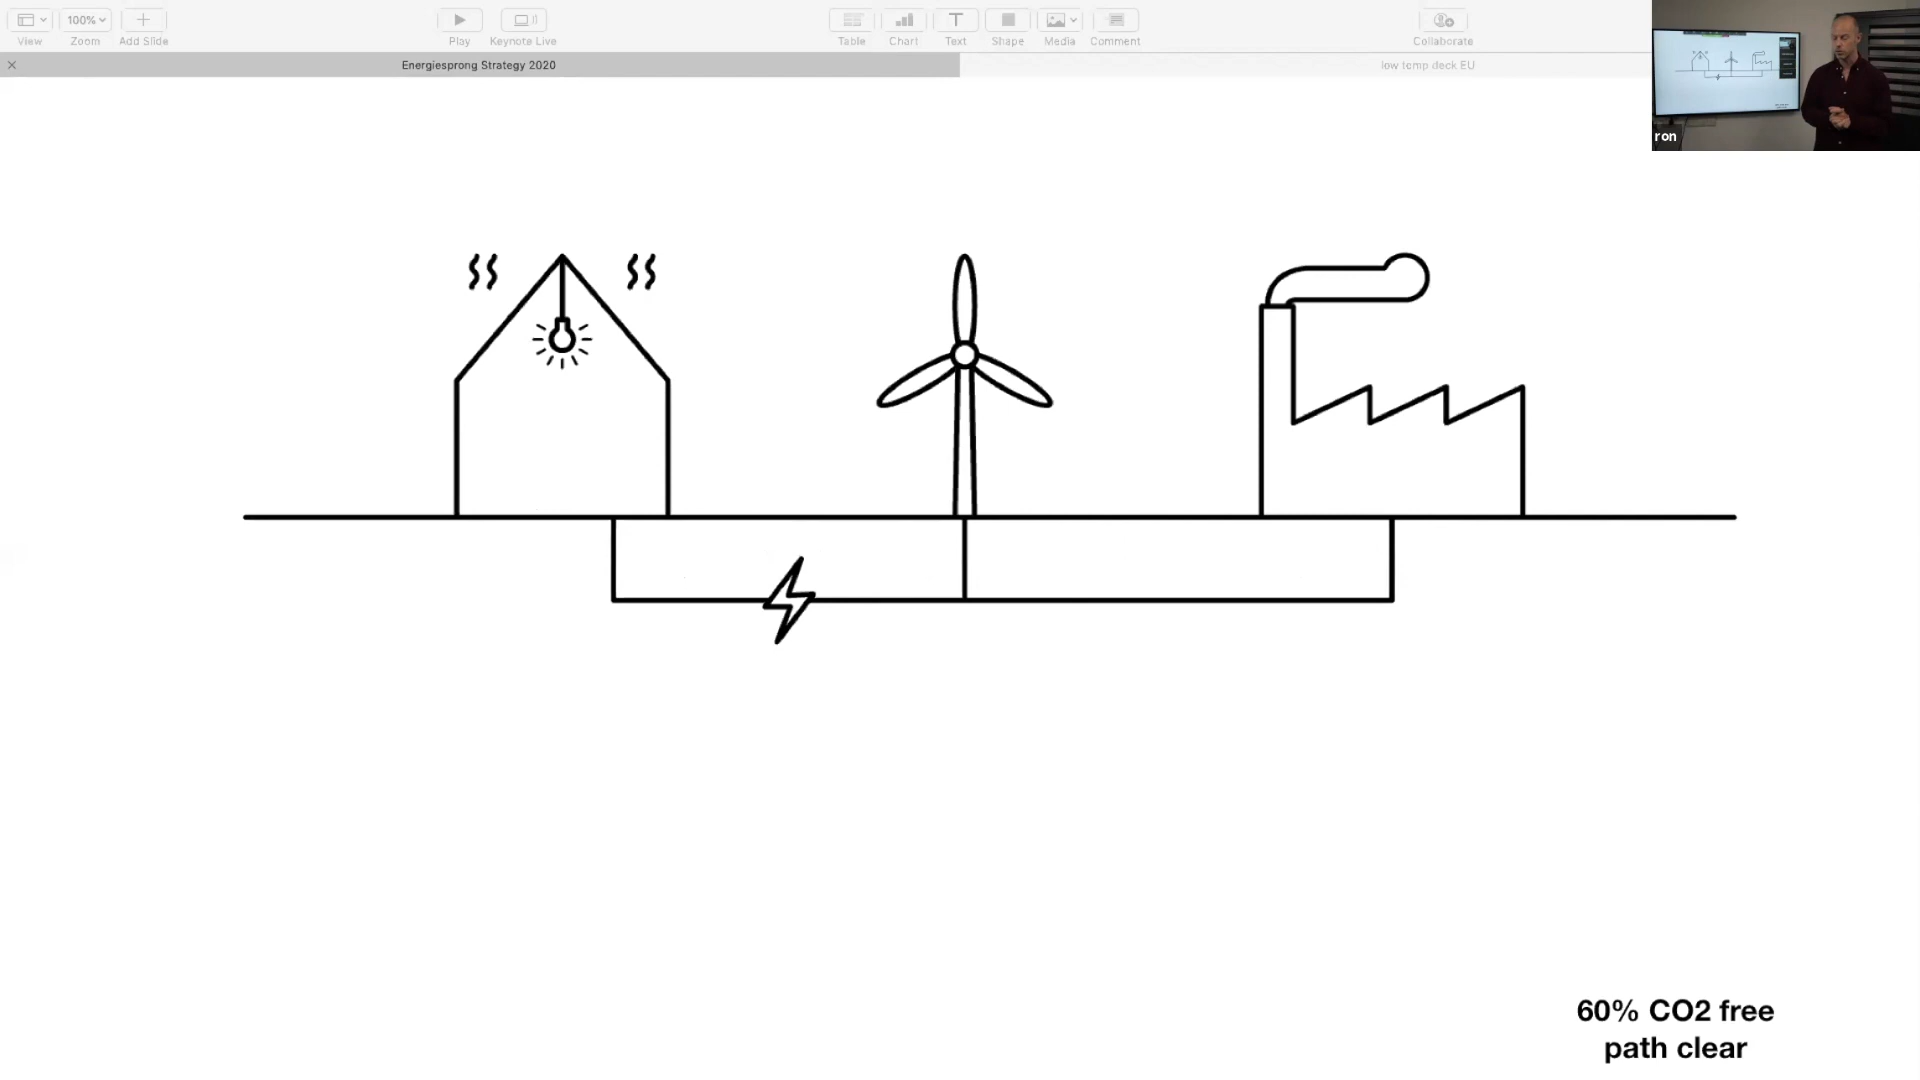 100%
View
Zoom
Add Slide
Play
Keynote Live
Table
Chart
Text
Shape
Media
Comment
Collaborate
Energiesprong Strategy 2020
low temp deck EU
ron
60% CO2 free
path clear